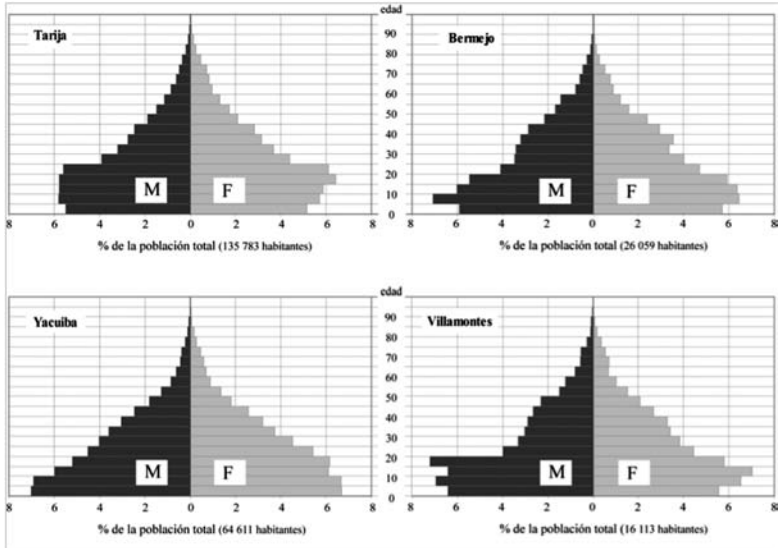 edad
Tarija
Bermejo
90
80
70
60
50
40
30
20
10
0
M F
M F
8 6 4 2 0 2 4 6 8
8 6 4 2 0 2 4 6 8
% de la población total (135 783 habitantes)
% de la población total (26 059 habitantes)
edad
Yacuiba
Villamontes
90
80
70
60
50
40
30
20
10
0
M F
M F
8 6 4 2 0 2 4 6 8
8 6 4 2 0 2 4 6 8
% de la población total (64 611 habitantes)
% de la población total (16 113 habitantes)